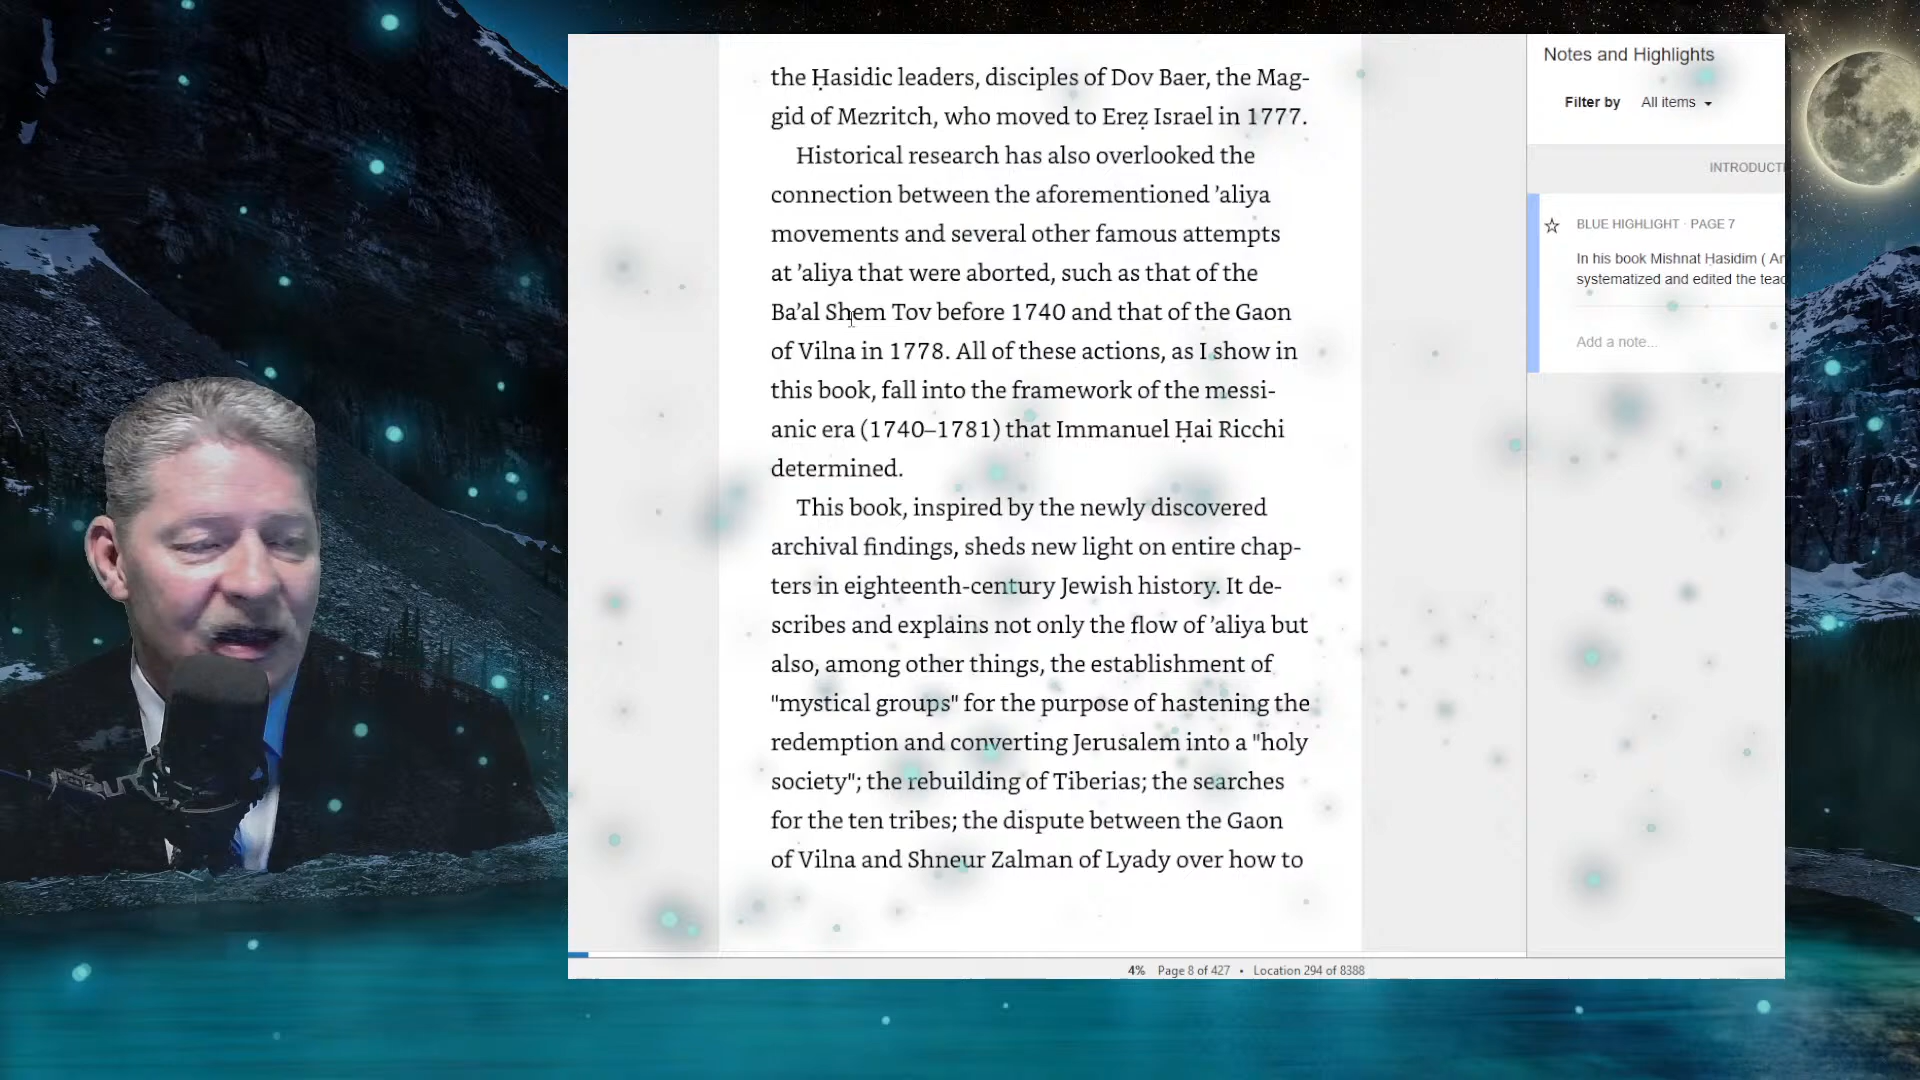 the Ḥasidic leaders, disciples of Dov Baer, the Mag-
gid of Mezritch, who moved to Ereẓ Israel in 1777.
Historical research has also overlooked the
connection between the aforementioned ’aliya
movements and several other famous attempts
at ’aliya that were aborted, such as that of the
Ba’al Shem Tov before 1740 and that of the Gaon
of Vilna in 1778. All of these actions, as I show in
this book, fall into the framework of the messi-
anic era (1740–1781) that Immanuel Ḥai Ricchi
determined.
This book, inspired by the newly discovered
archival findings, sheds new light on entire chap-
ters in eighteenth-century Jewish history. It de-
scribes and explains not only the flow of ’aliya but
also, among other things, the establishment of
"mystical groups" for the purpose of hastening the
redemption and converting Jerusalem into a "holy
society"; the rebuilding of Tiberias; the searches
for the ten tribes; the dispute between the Gaon
of Vilna and Shneur Zalman of Lyady over how to
4% Page 8 of 427 • Location 294 of 8388
Notes and Highlights
Filter by All items
INTRODUCTI
BLUE HIGHLIGHT · PAGE 7
In his book Mishnat Hasidim ( Ar
systematized and edited the teac
Add a note...